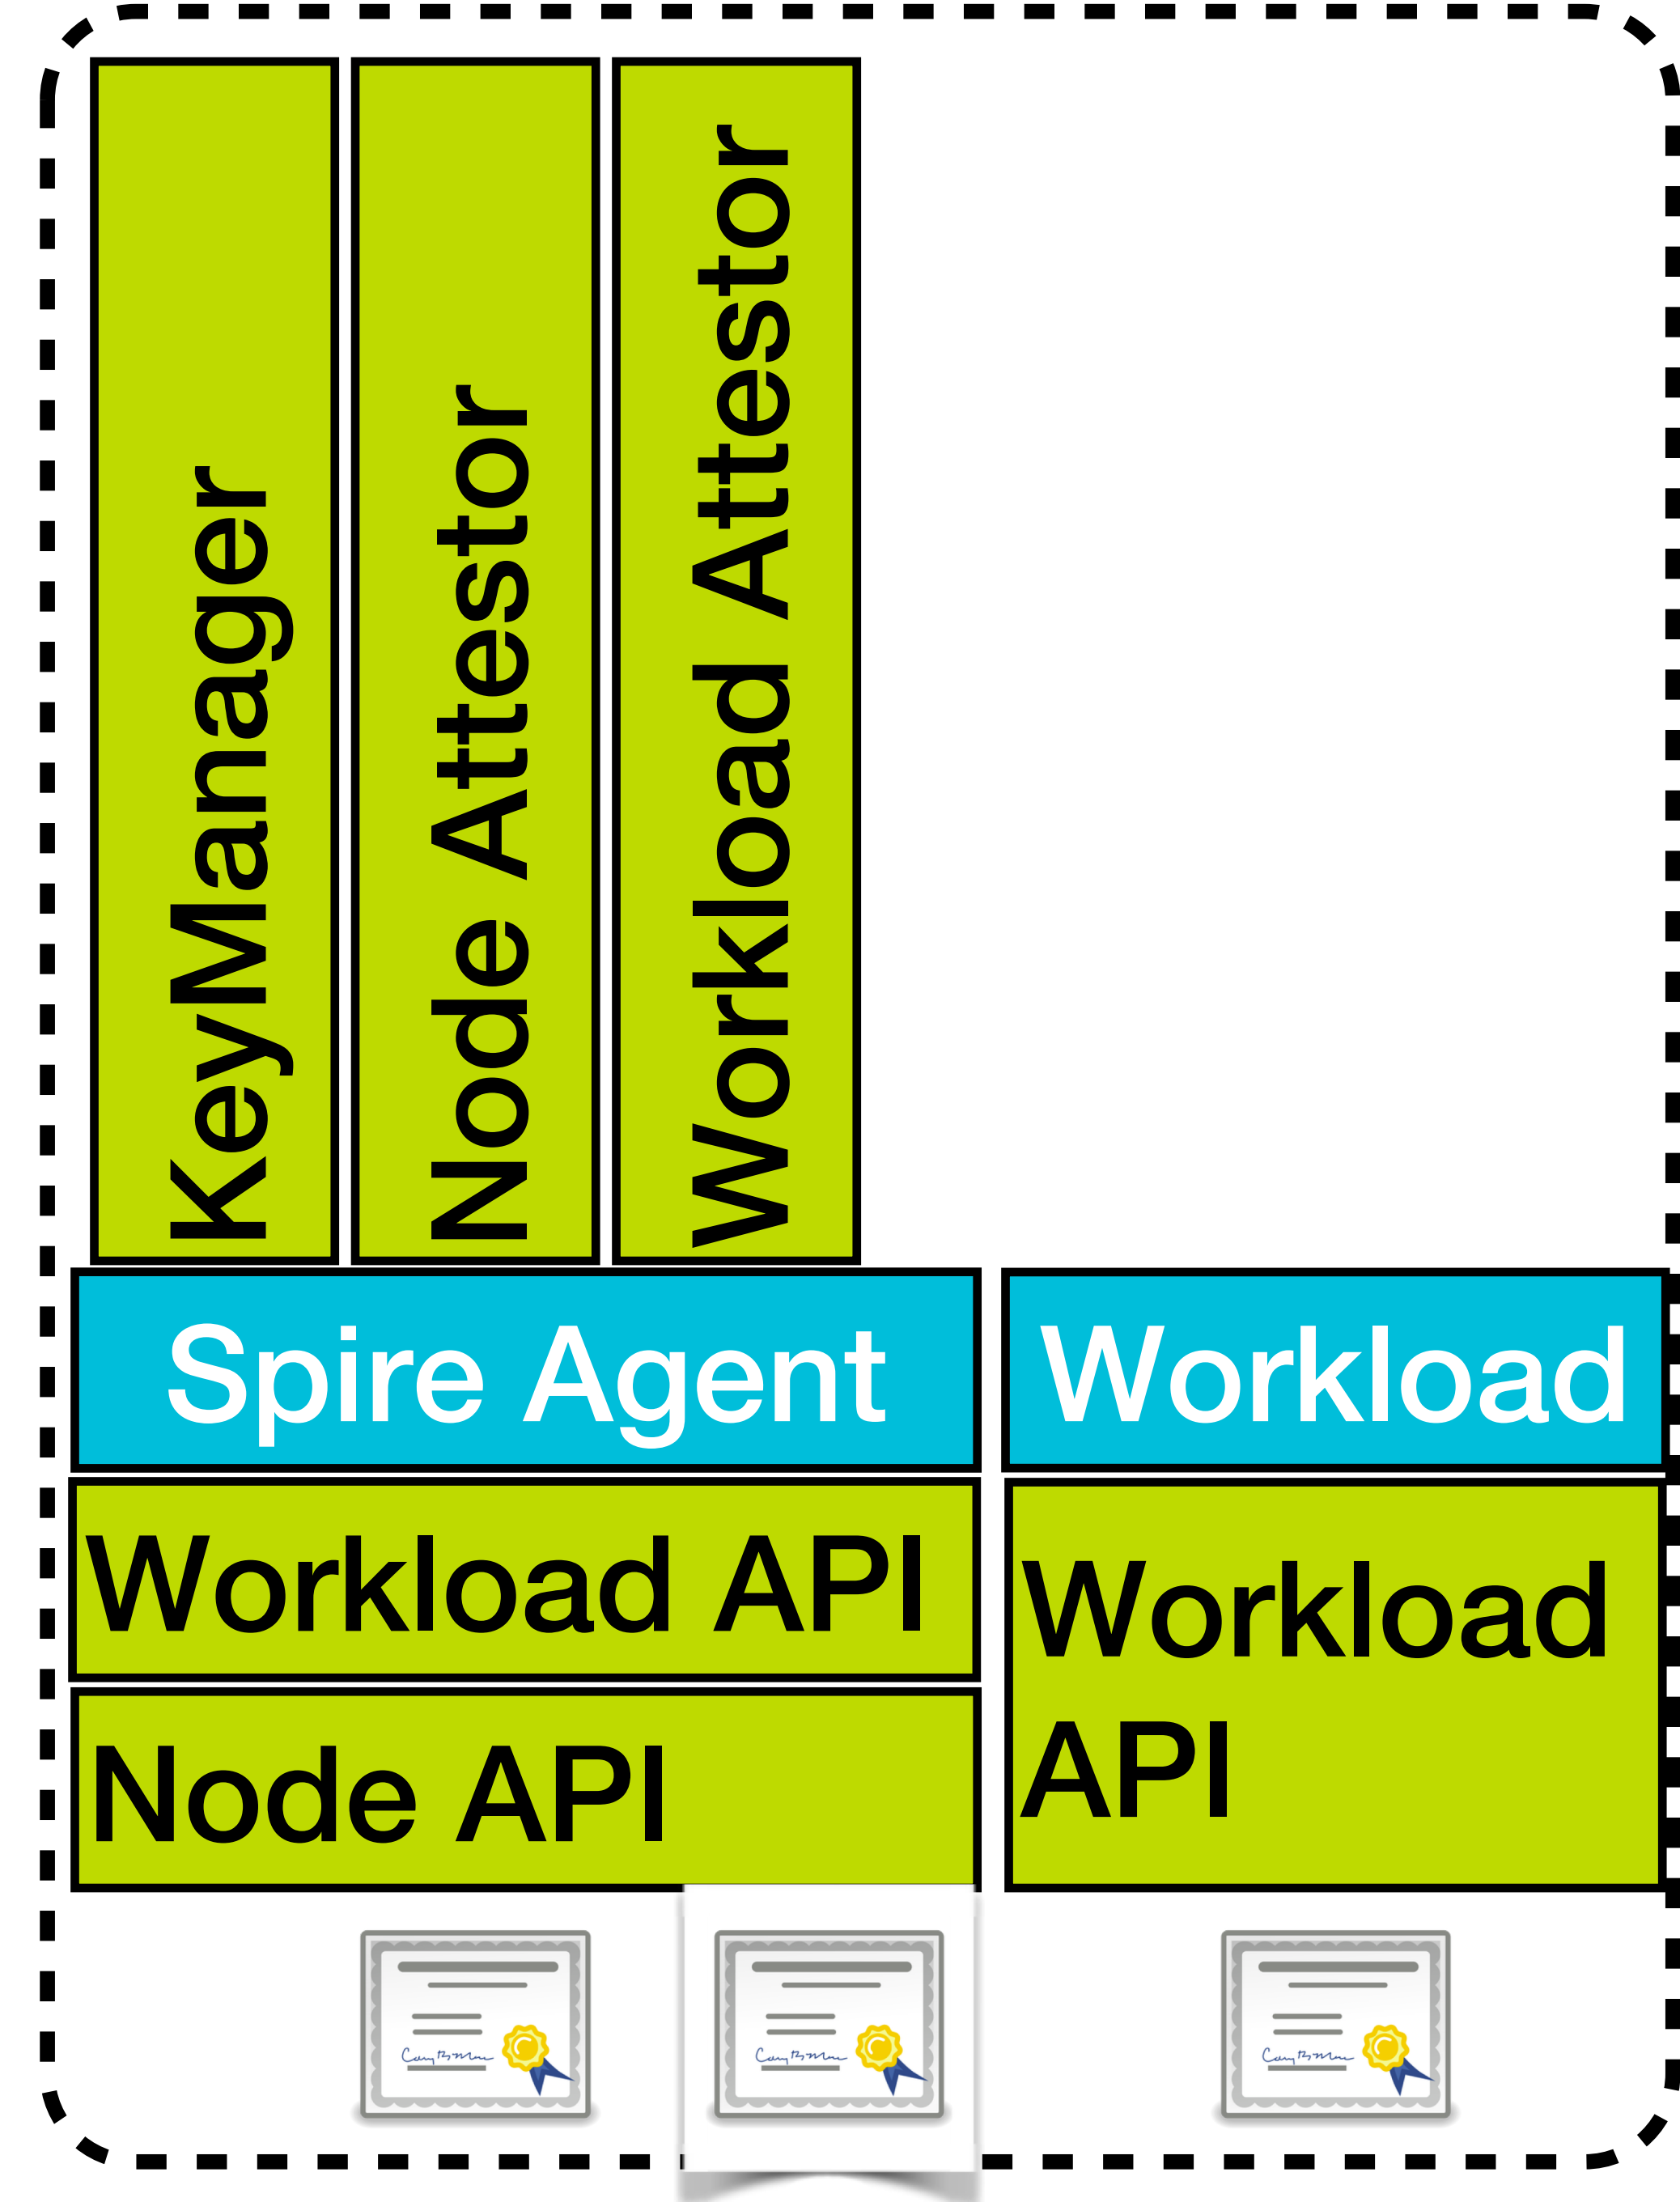 KeyManager
Node Attestor
Workload Attestor
Spire Agent
Workload
Workload API
Node API
Workload
API